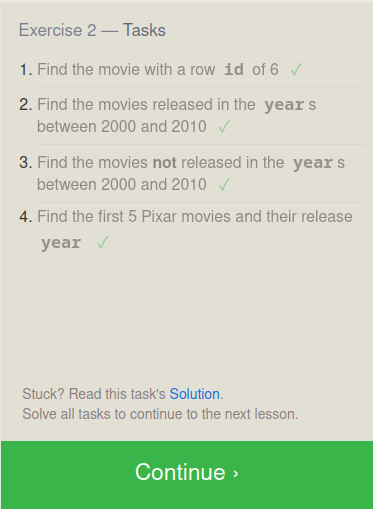 Exercise 2 — Tasks
1. Find the movie with a row id of 6 ✓
2. Find the movies released in the year s
between 2000 and 2010 ✓
3. Find the movies not released in the year s
between 2000 and 2010 ✓
4. Find the first 5 Pixar movies and their release
year ✓
Stuck? Read this task's Solution.
Solve all tasks to continue to the next lesson.
Continue ›